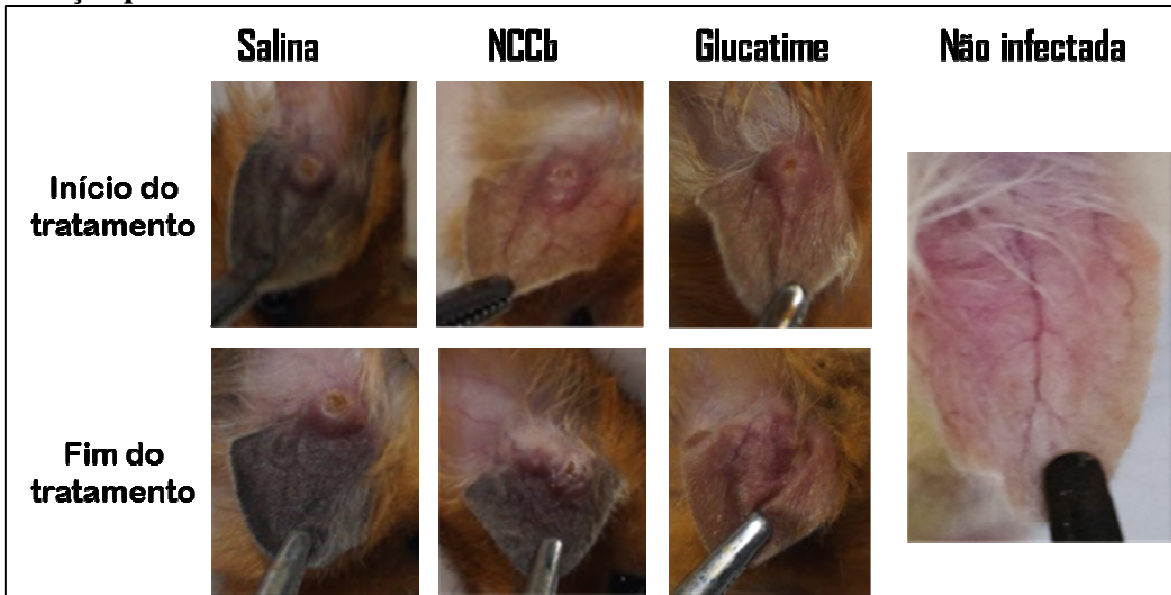 Salina
NCCb
Glucatime
Não infectada
Início do
tratamento
Fim do
tratamento